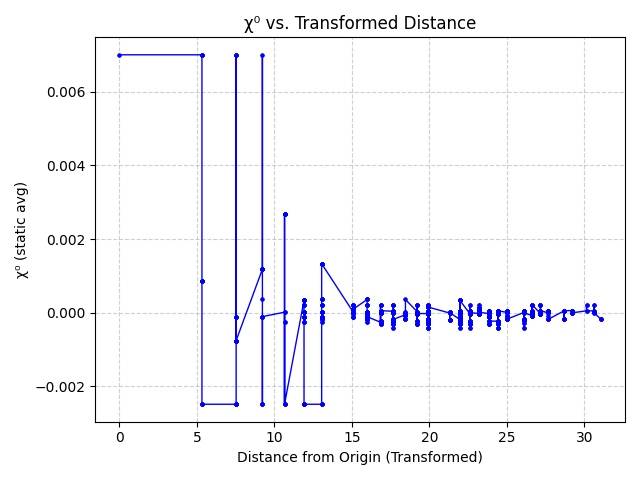 χ⁰ vs. Transformed Distance
χ⁰ (static avg)
0.006
0.004
0.002
0.000
−0.002
0 5 10 15 20 25 30
Distance from Origin (Transformed)